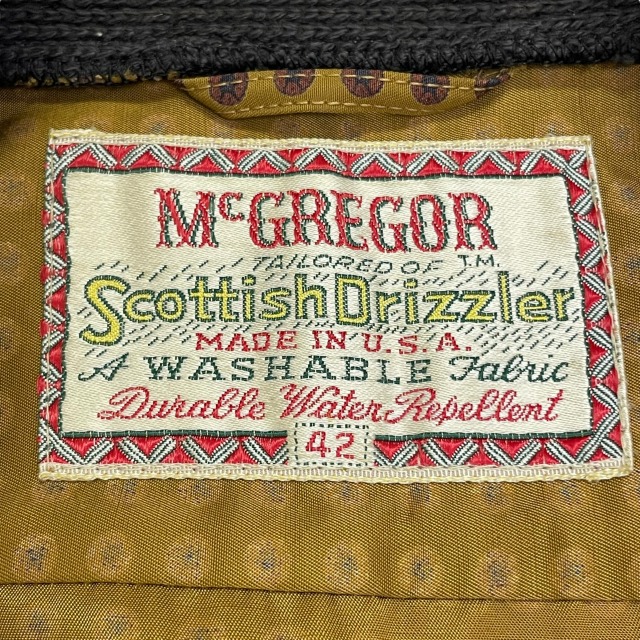 McGREGOR
TAILORED OF T.M.
Scottish Drizzler
MADE IN U.S.A.
A WASHABLE Fabric
Durable Water Repellent
42